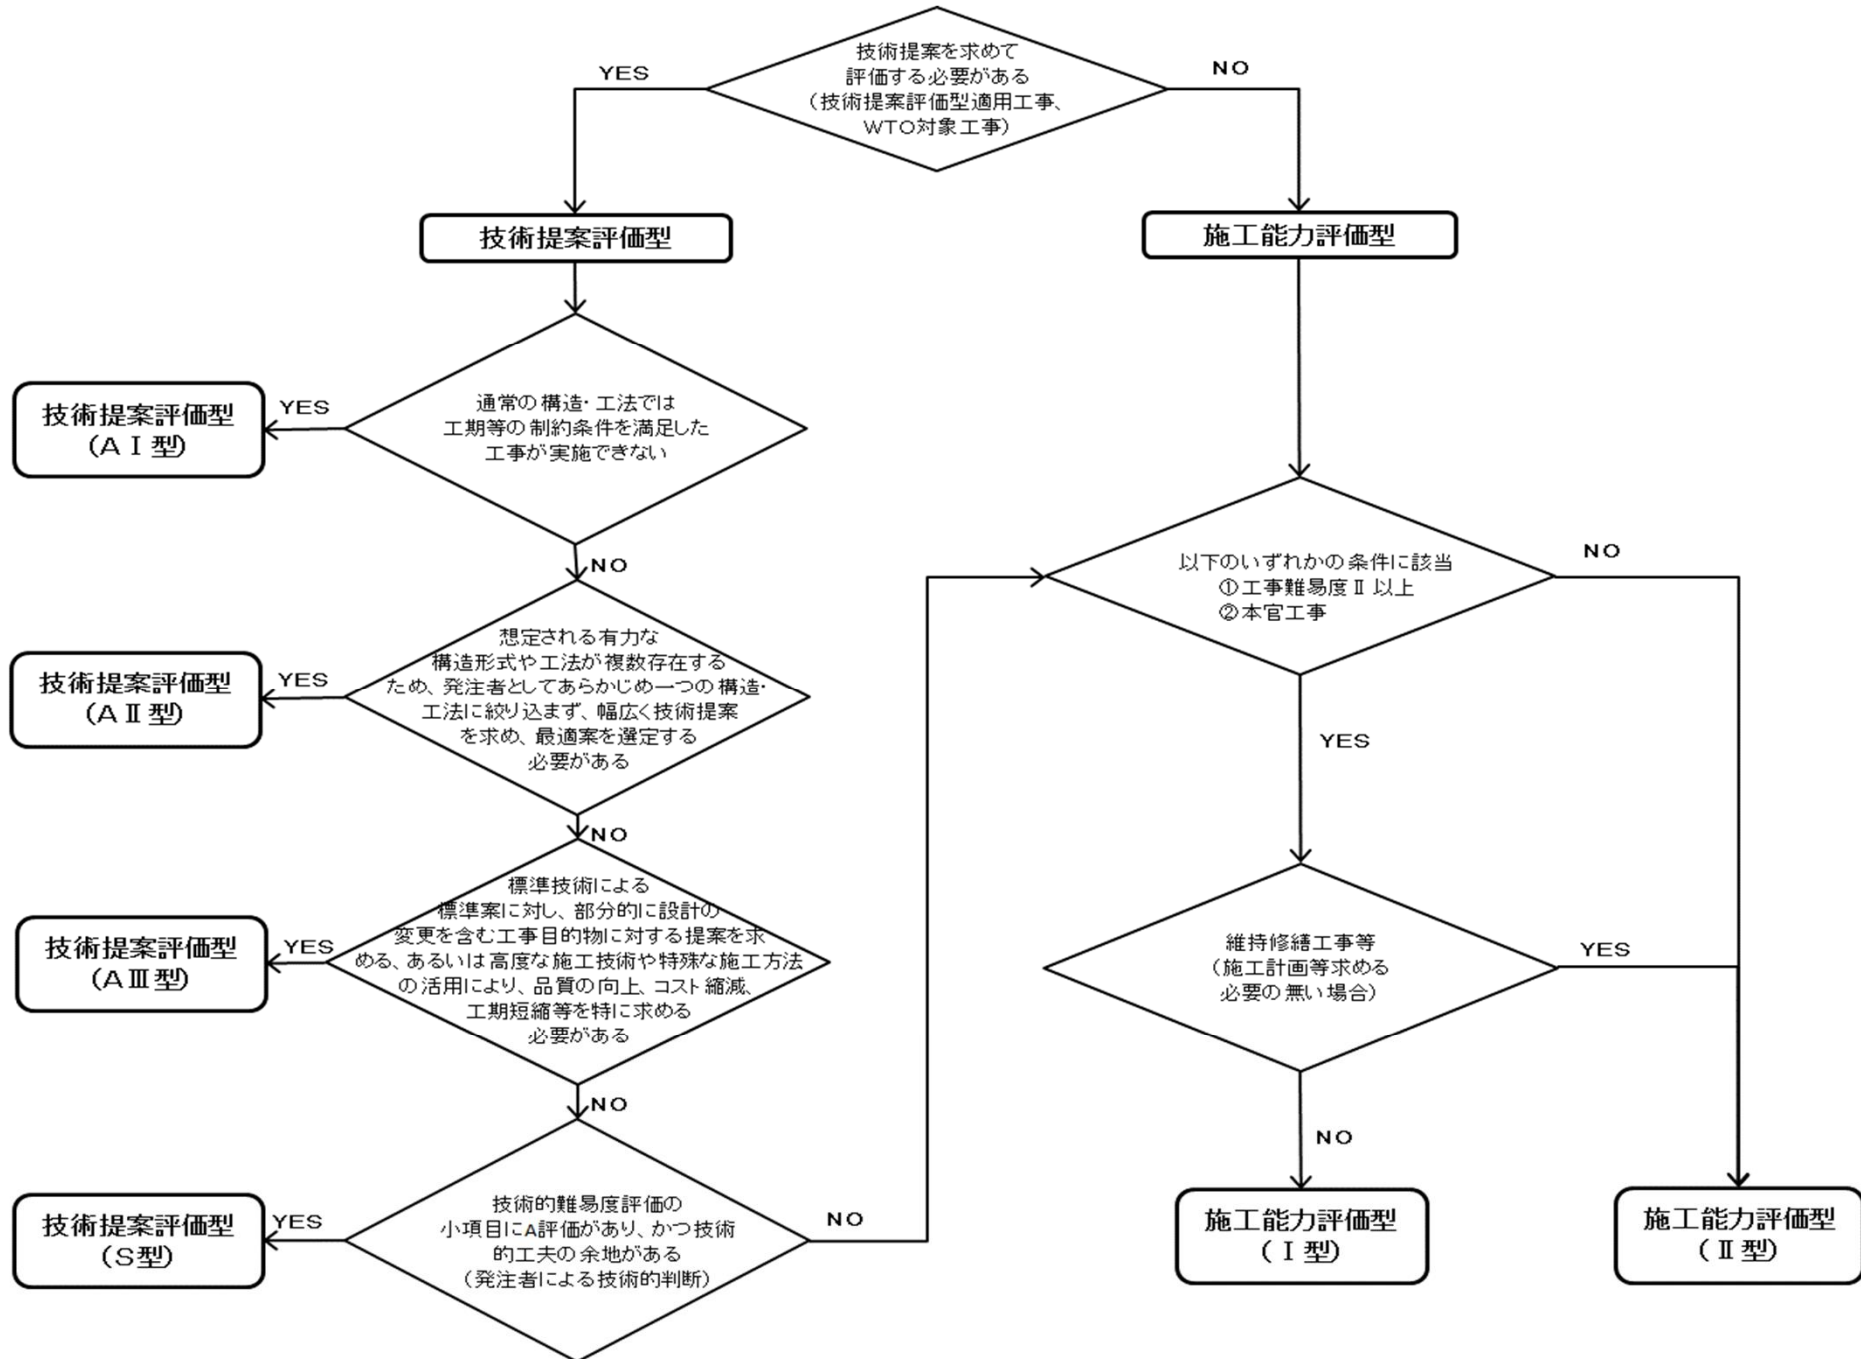 技術提案を求めて
評価する必要がある
(技術提案評価型適用工事、
WTO対象工事)
YES
NO
技術提案評価型
施工能力評価型
通常の構造・工法では
工期等の制約条件を満足した
工事が実施できない
YES
技術提案評価型
(AⅠ型)
NO
想定される有力な
構造形式や工法が複数存在する
ため、発注者としてあらかじめ一つの構造・
工法に絞り込まず、幅広く技術提案
を求め、最適案を選定する
必要がある
YES
技術提案評価型
(AⅡ型)
NO
標準技術による
標準案に対し、部分的に設計の
変更を含む工事目的物に対する提案を求
める、あるいは高度な施工技術や特殊な施工方法
の活用により、品質の向上、コスト縮減、
工期短縮等を特に求める
必要がある
YES
技術提案評価型
(AⅢ型)
NO
技術的難易度評価の
小項目にA評価があり、かつ技術
的工夫の余地がある
(発注者による技術的判断)
YES
技術提案評価型
(S型)
NO
以下のいずれかの条件に該当
①工事難易度Ⅱ以上
②本官工事
NO
YES
維持修繕工事等
(施工計画等求める
必要の無い場合)
YES
NO
施工能力評価型
(Ⅰ型)
施工能力評価型
(Ⅱ型)